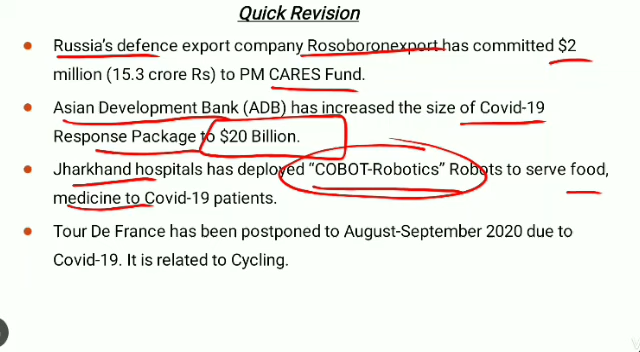 Quick Revision
Russia's defence export company Rosoboronexport has committed $2
million (15.3 crore Rs) to PM CARES Fund.
Asian Development Bank (ADB) has increased the size of Covid-19
Response Package to $20 Billion.
Jharkhand hospitals has deployed "COBOT-Robotics" Robots to serve food,
medicine to Covid-19 patients.
Tour De France has been postponed to August-September 2020 due to
Covid-19. It is related to Cycling.